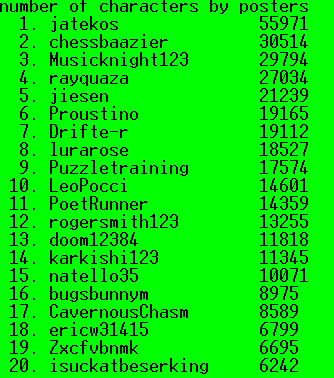 number of characters by posters
1. jatekos 55971
2. chessbaazier 30514
3. Musicknight123 29794
4. rayquaza 27034
5. jiesen 21239
6. Proustino 19165
7. Drifte-r 19112
8. lurarose 18527
9. Puzzletraining 17574
10. LeoPocci 14601
11. PoetRunner 14359
12. rogersmith123 13255
13. doom12384 11818
14. karkishi123 11345
15. natello35 10071
16. bugsbunnym 8975
17. CavernousChasm 8589
18. ericw31415 6799
19. Zxcfvbnmk 6695
20. isuckatbeserking 6242